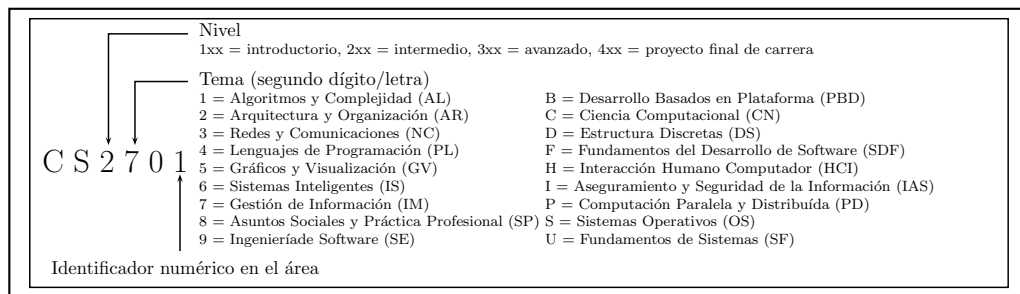 Nivel
1xx = introductorio, 2xx = intermedio, 3xx = avanzado, 4xx = proyecto final de carrera
Tema (segundo dígito/letra)
1 = Algoritmos y Complejidad (AL)
2 = Arquitectura y Organización (AR)
3 = Redes y Comunicaciones (NC)
4 = Lenguajes de Programación (PL)
5 = Gráficos y Visualización (GV)
6 = Sistemas Inteligentes (IS)
7 = Gestión de Información (IM)
8 = Asuntos Sociales y Práctica Profesional (SP)
9 = Ingenieríade Software (SE)
B = Desarrollo Basados en Plataforma (PBD)
C = Ciencia Computacional (CN)
D = Estructura Discretas (DS)
F = Fundamentos del Desarrollo de Software (SDF)
H = Interacción Humano Computador (HCI)
I = Aseguramiento y Seguridad de la Información (IAS)
P = Computación Paralela y Distribuída (PD)
S = Sistemas Operativos (OS)
U = Fundamentos de Sistemas (SF)
C S 2 7 0 1
Identificador numérico en el área